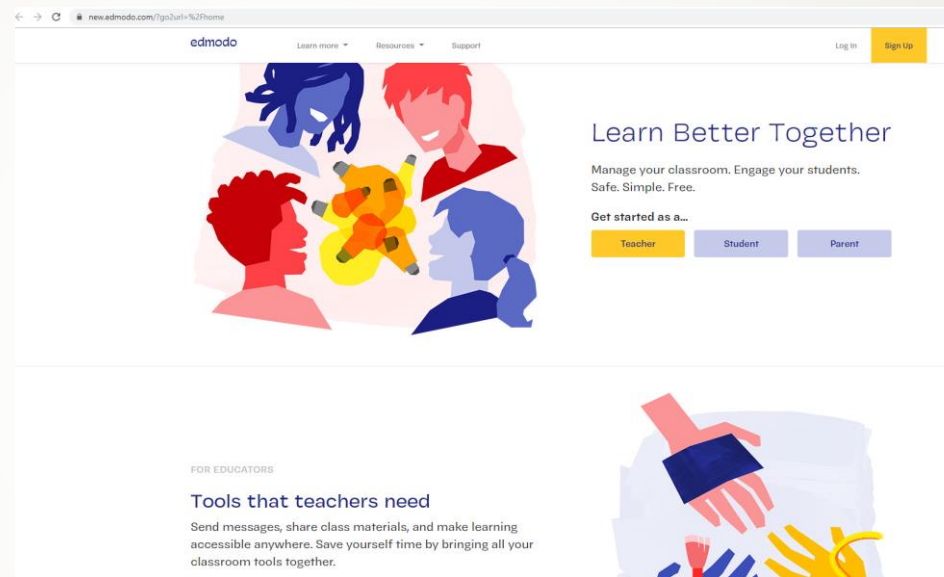 new.edmodo.com/?go2url=%2Fhome
edmodo Learn more Resources Support Log In Sign Up
Learn Better Together
Manage your classroom. Engage your students.
Safe. Simple. Free.
Get started as a...
Teacher Student Parent
FOR EDUCATORS
Tools that teachers need
Send messages, share class materials, and make learning
accessible anywhere. Save yourself time by bringing all your
classroom tools together.